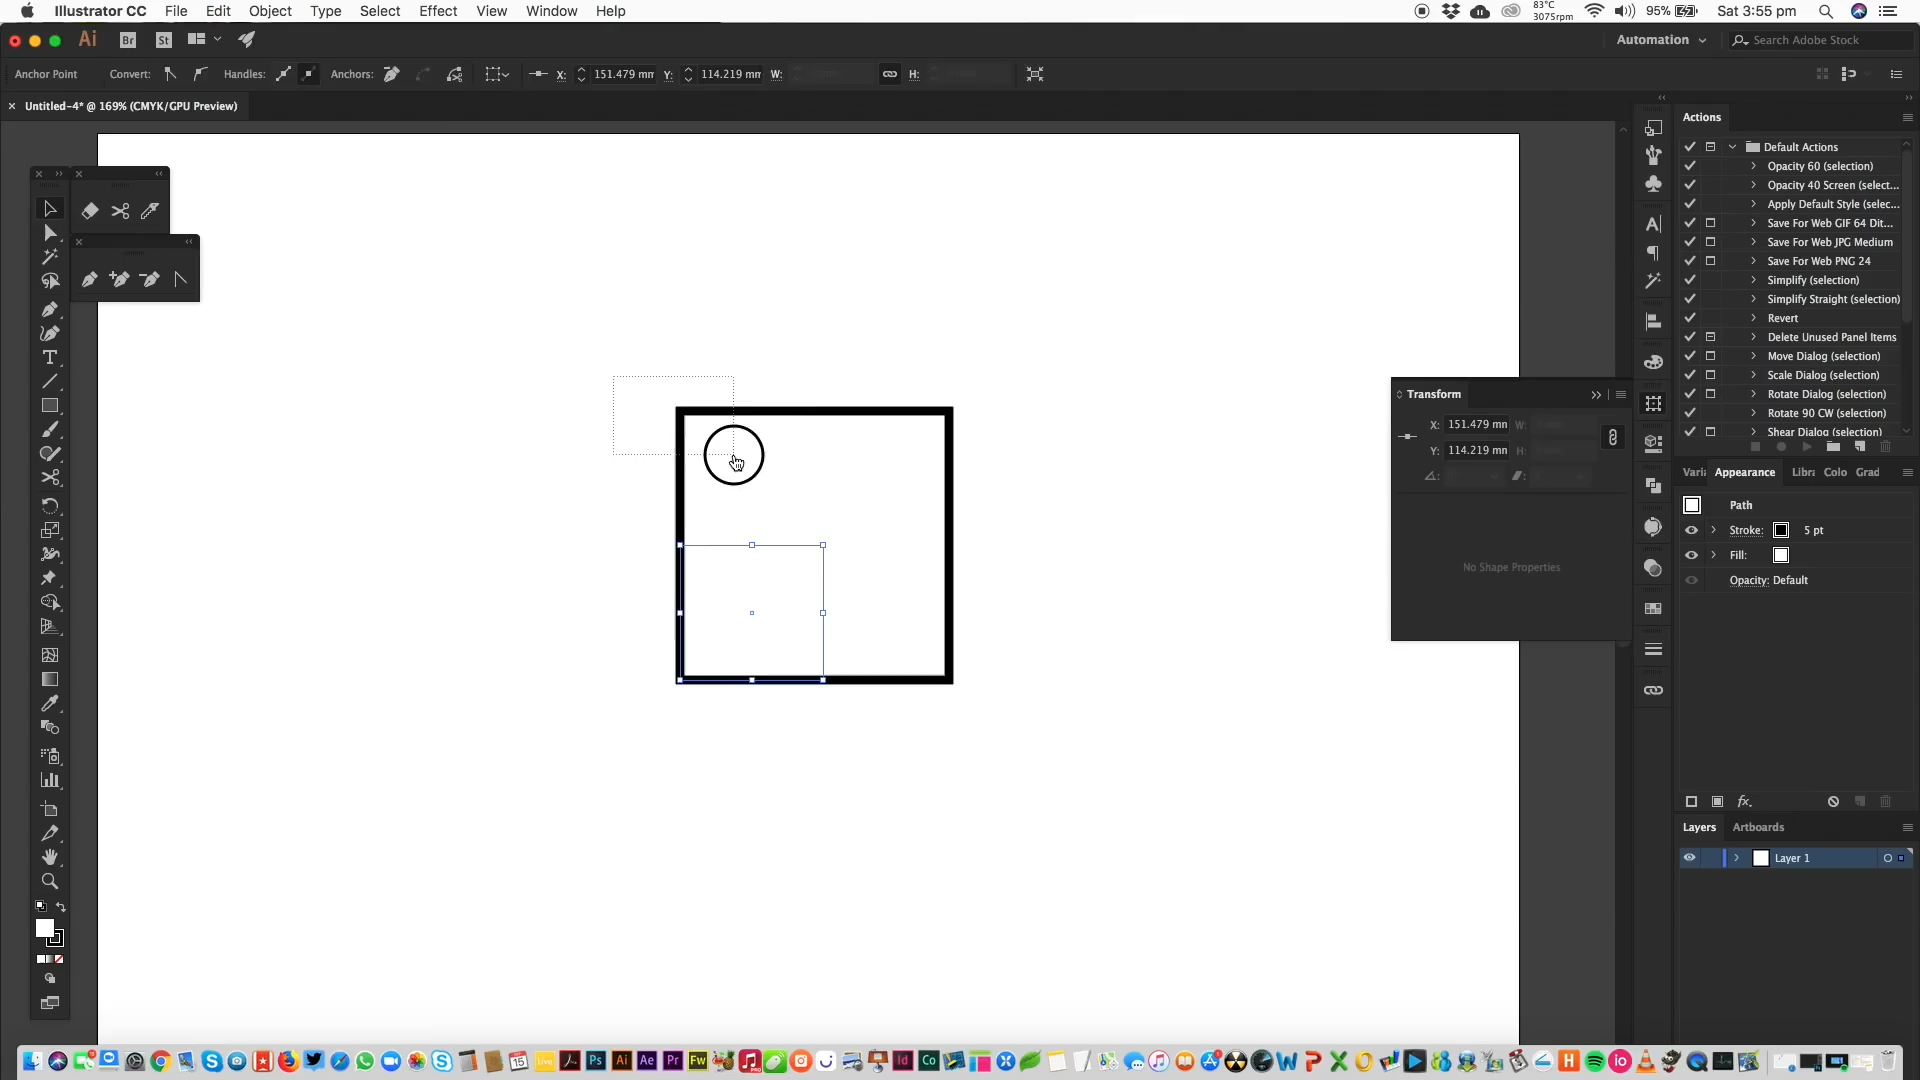 Illustrator CC File Edit Object Type Select Effect View Window Help
83°C
3075rpm
95%
Sat 3:55 pm
Ai Br St
Automation
Search Adobe Stock
Anchor Point
Convert:
Handles:
Anchors:
X: 151.479 mm
Y: 114.219 mm
W:
H:
Untitled-4* @ 169% (CMYK/GPU Preview)
Actions
Default Actions
Opacity 60 (selection)
Opacity 40 Screen (select...
Apply Default Style (selec...
Save For Web GIF 64 Dit...
Save For Web JPG Medium
Save For Web PNG 24
Simplify (selection)
Simplify Straight (selection)
Revert
Delete Unused Panel Items
Move Dialog (selection)
Scale Dialog (selection)
Rotate Dialog (selection)
Rotate 90 CW (selection)
Shear Dialog (selection)
Transform
X: 151.479 mm W:
Y: 114.219 mm H:
No Shape Properties
Vari Appearance Libra Colo Grad
Path
Stroke: 5 pt
Fill:
Opacity: Default
Layers Artboards
Layer 1